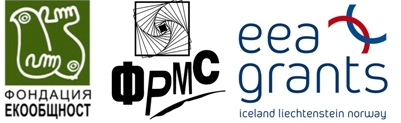 ФОНДАЦИЯ
ЕКООБЩНОСТ
ФРМС
eea
grants
iceland liechtenstein norway